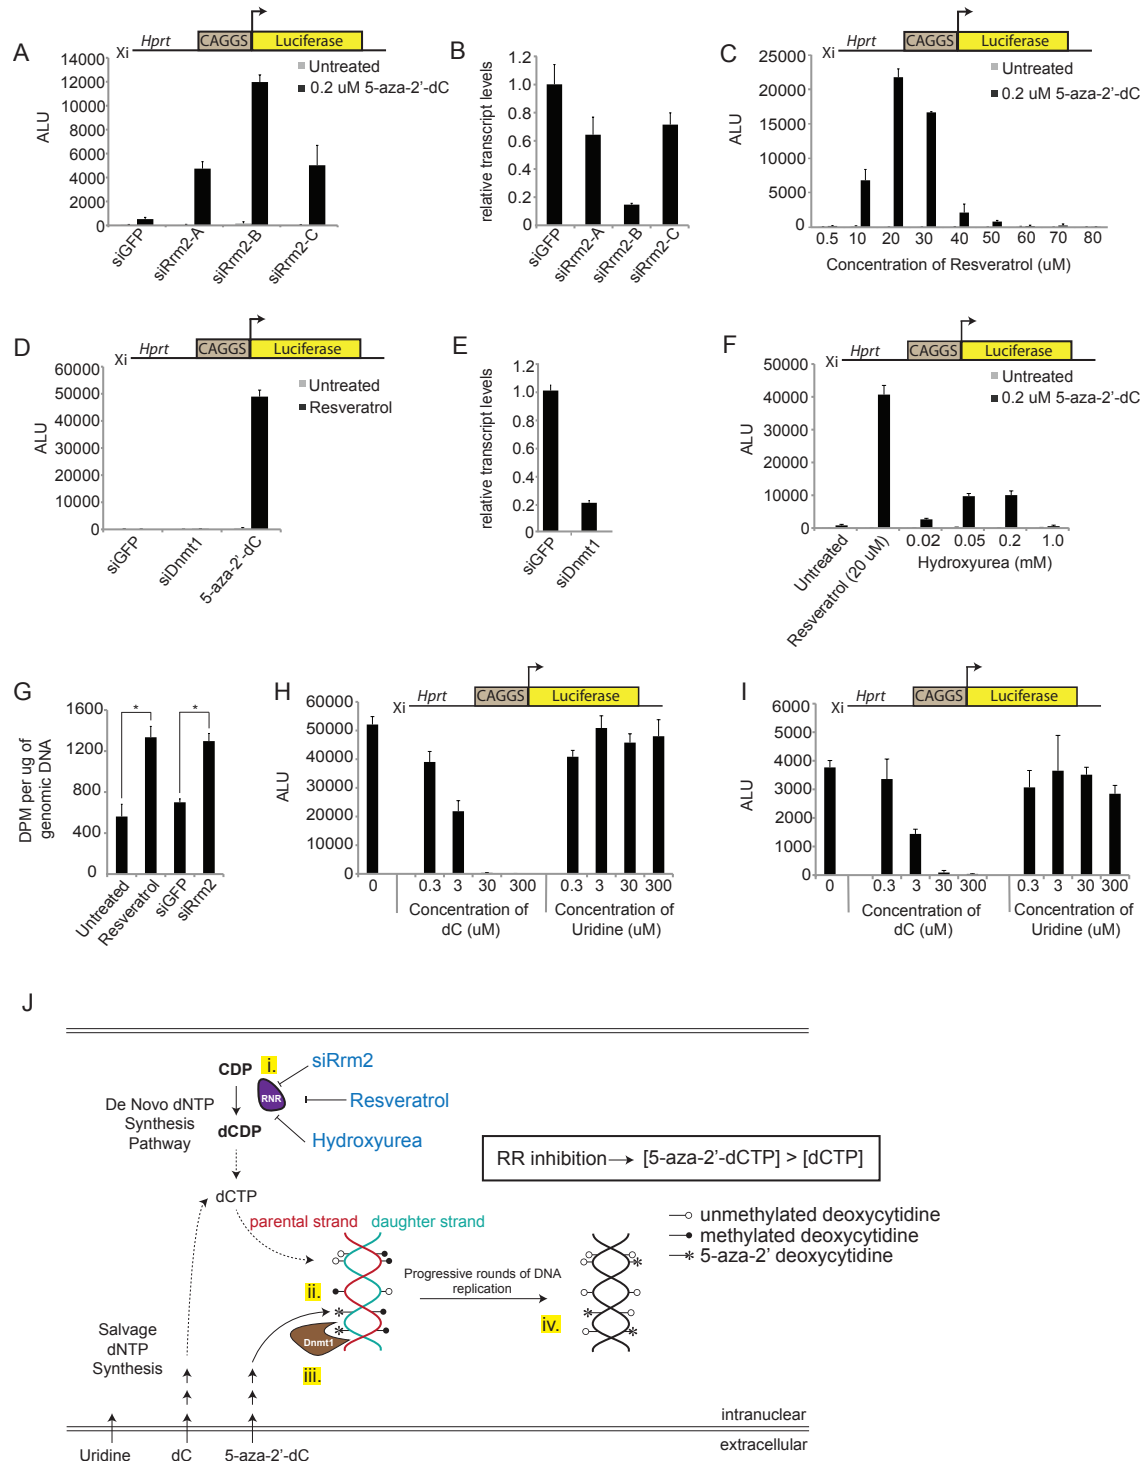 A
Xi Hprt CAGGS Luciferase
Untreated
0.2 uM 5-aza-2'-dC
ALU
14000
12000
10000
8000
6000
4000
2000
0
siGFP siRrm2-A siRrm2-B siRrm2-C
B
relative transcript levels
1.2
1.0
0.8
0.6
0.4
0.2
0
siGFP siRrm2-A siRrm2-B siRrm2-C
C
Hprt CAGGS Luciferase
Xi
Untreated
0.2 uM 5-aza-2'-dC
ALU
25000
20000
15000
10000
5000
0
0.5 10 20 30 40 50 60 70 80
Concentration of Resveratrol (uM)
D
Xi Hprt CAGGS Luciferase
Untreated
Resveratrol
ALU
60000
50000
40000
30000
20000
10000
0
siGFP siDnmt1 5-aza-2'-dC
E
relative transcript levels
1.2
1.0
0.8
0.6
0.4
0.2
0
siGFP siDnmt1
F
Xi Hprt CAGGS Luciferase
Untreated
0.2 uM 5-aza-2'-dC
ALU
50000
40000
30000
20000
10000
0
Untreated Resveratrol (20 uM) 0.02 0.05 0.2 1.0
Hydroxyurea (mM)
G
DPM per ug of
genomic DNA
1600
1200
800
400
0
* *
Untreated Resveratrol siGFP siRrm2
H
Xi Hprt CAGGS Luciferase
ALU
60000
50000
40000
30000
20000
10000
0
0 0.3 3 30 300 0.3 3 30 300
Concentration of dC (uM)
Concentration of Uridine (uM)
I
Xi Hprt CAGGS Luciferase
ALU
6000
5000
4000
3000
2000
1000
0
0 0.3 3 30 300 0.3 3 30 300
Concentration of dC (uM)
Concentration of Uridine (uM)
J
CDP i. siRrm2
RNR
Resveratrol
De Novo dNTP
Synthesis
Pathway
dCDP Hydroxyurea
RR inhibition [5-aza-2'-dCTP] > [dCTP]
dCTP
parental strand daughter strand
unmethylated deoxycytidine
methylated deoxycytidine
5-aza-2' deoxycytidine
Progressive rounds of DNA
replication
ii.
iv.
Dnmt1
iii.
Salvage
dNTP
Synthesis
intranuclear
extracellular
Uridine dC 5-aza-2'-dC